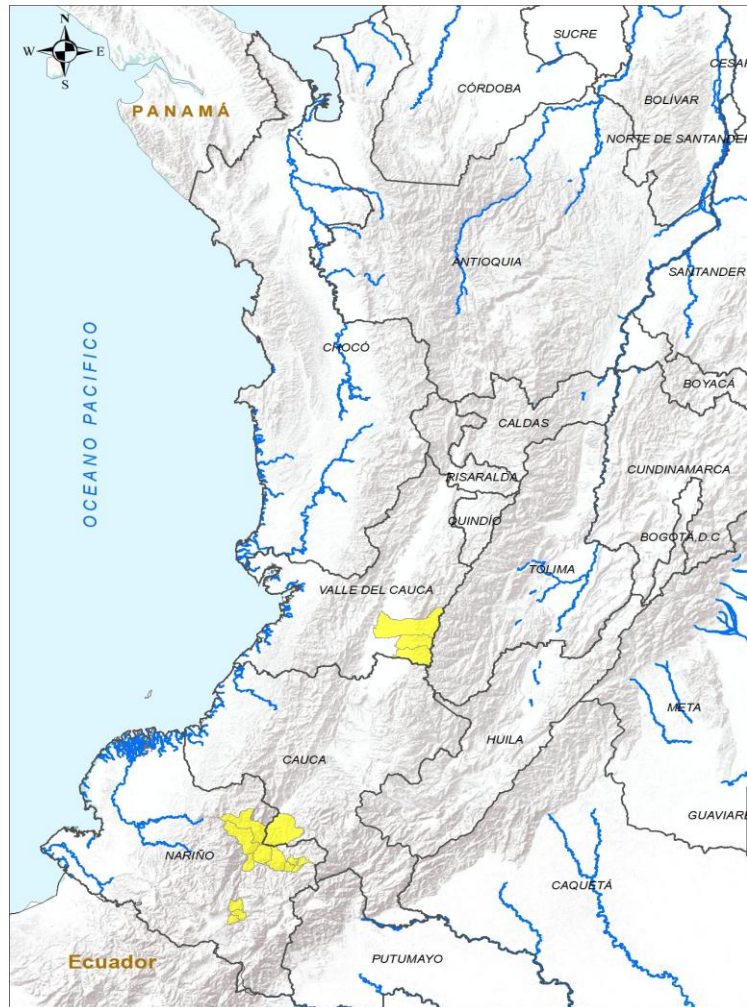 N
W E
S
SUCRE
CESAR
CÓRDOBA
BOLÍVAR
PANAMÁ
NORTE DE SANTANDER
ANTIOQUIA
SANTANDER
OCEANO PACIFICO
CHOCÓ
BOYACÁ
CALDAS
CUNDINAMARCA
RISARALDA
QUINDÍO
BOGOTÁ, D.C
TOLIMA
VALLE DEL CAUCA
META
HUILA
CAUCA
GUAVIARE
NARIÑO
CAQUETÁ
Ecuador
PUTUMAYO